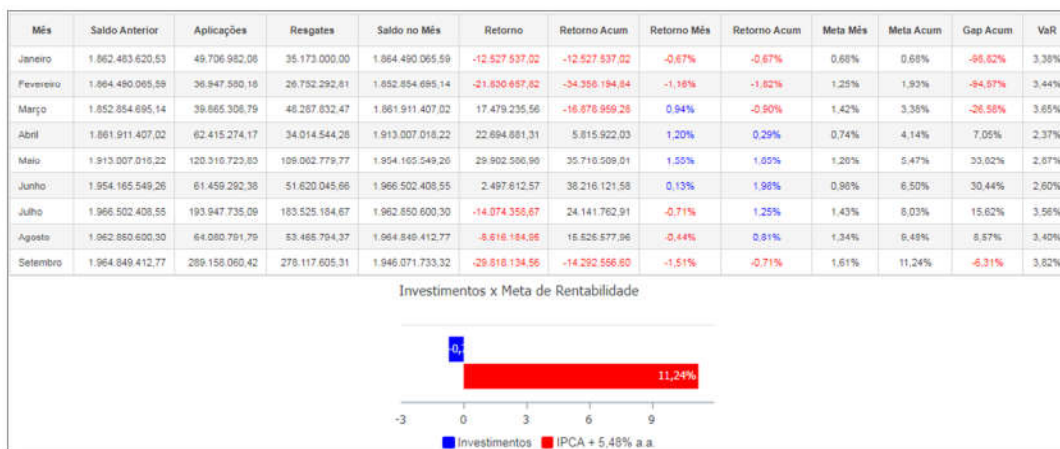 Mês Saldo Anterior Aplicações Resgates Saldo no Mês Retorno Retorno Acum Retorno Mês Retorno Acum Meta Mês Meta Acum Gap Acum VaR
Janeiro 1.862.483.620,53 49.706.982,08 35.173.000,00 1.864.490.065,59 -12.527.537,02 -12.527.537,02 -0,67% -0,67% 0,68% 0,68% -98,82% 3,38%
Fevereiro 1.864.490.065,59 36.947.580,18 26.752.292,81 1.852.854.695,14 -21.830.657,82 -34.358.194,84 -1,16% -1,82% 1,25% 1,93% -94,57% 3,44%
Março 1.852.854.695,14 39.865.308,79 48.287.832,47 1.861.911.407,02 17.479.235,56 -16.878.959,28 0,94% -0,90% 1,42% 3,38% -26,58% 3,65%
Abril 1.861.911.407,02 62.415.274,17 34.014.544,28 1.913.007.018,22 22.694.881,31 5.815.922,03 1,20% 0,29% 0,74% 4,14% 7,05% 2,37%
Maio 1.913.007.018,22 120.316.723,83 109.062.779,77 1.954.165.549,26 29.902.586,98 35.718.509,01 1,55% 1,85% 1,26% 5,47% 33,82% 2,87%
Junho 1.954.165.549,26 61.459.292,38 51.620.045,66 1.966.502.408,55 2.497.612,57 38.216.121,58 0,13% 1,98% 0,98% 6,50% 30,44% 2,60%
Julho 1.966.502.408,55 193.947.735,09 183.525.184,67 1.962.850.600,30 -14.074.358,67 24.141.762,91 -0,71% 1,25% 1,43% 8,03% 15,62% 3,56%
Agosto 1.962.850.600,30 64.080.791,79 53.465.794,37 1.964.849.412,77 -8.616.184,95 15.525.577,96 -0,44% 0,81% 1,34% 9,48% 8,57% 3,40%
Setembro 1.964.849.412,77 289.158.060,42 278.117.605,31 1.946.071.733,32 -29.818.134,56 -14.292.556,60 -1,51% -0,71% 1,61% 11,24% -6,31% 3,82%
Investimentos x Meta de Rentabilidade
11,24%
-3 0 3 6 9
Investimentos IPCA + 5,48% a.a.